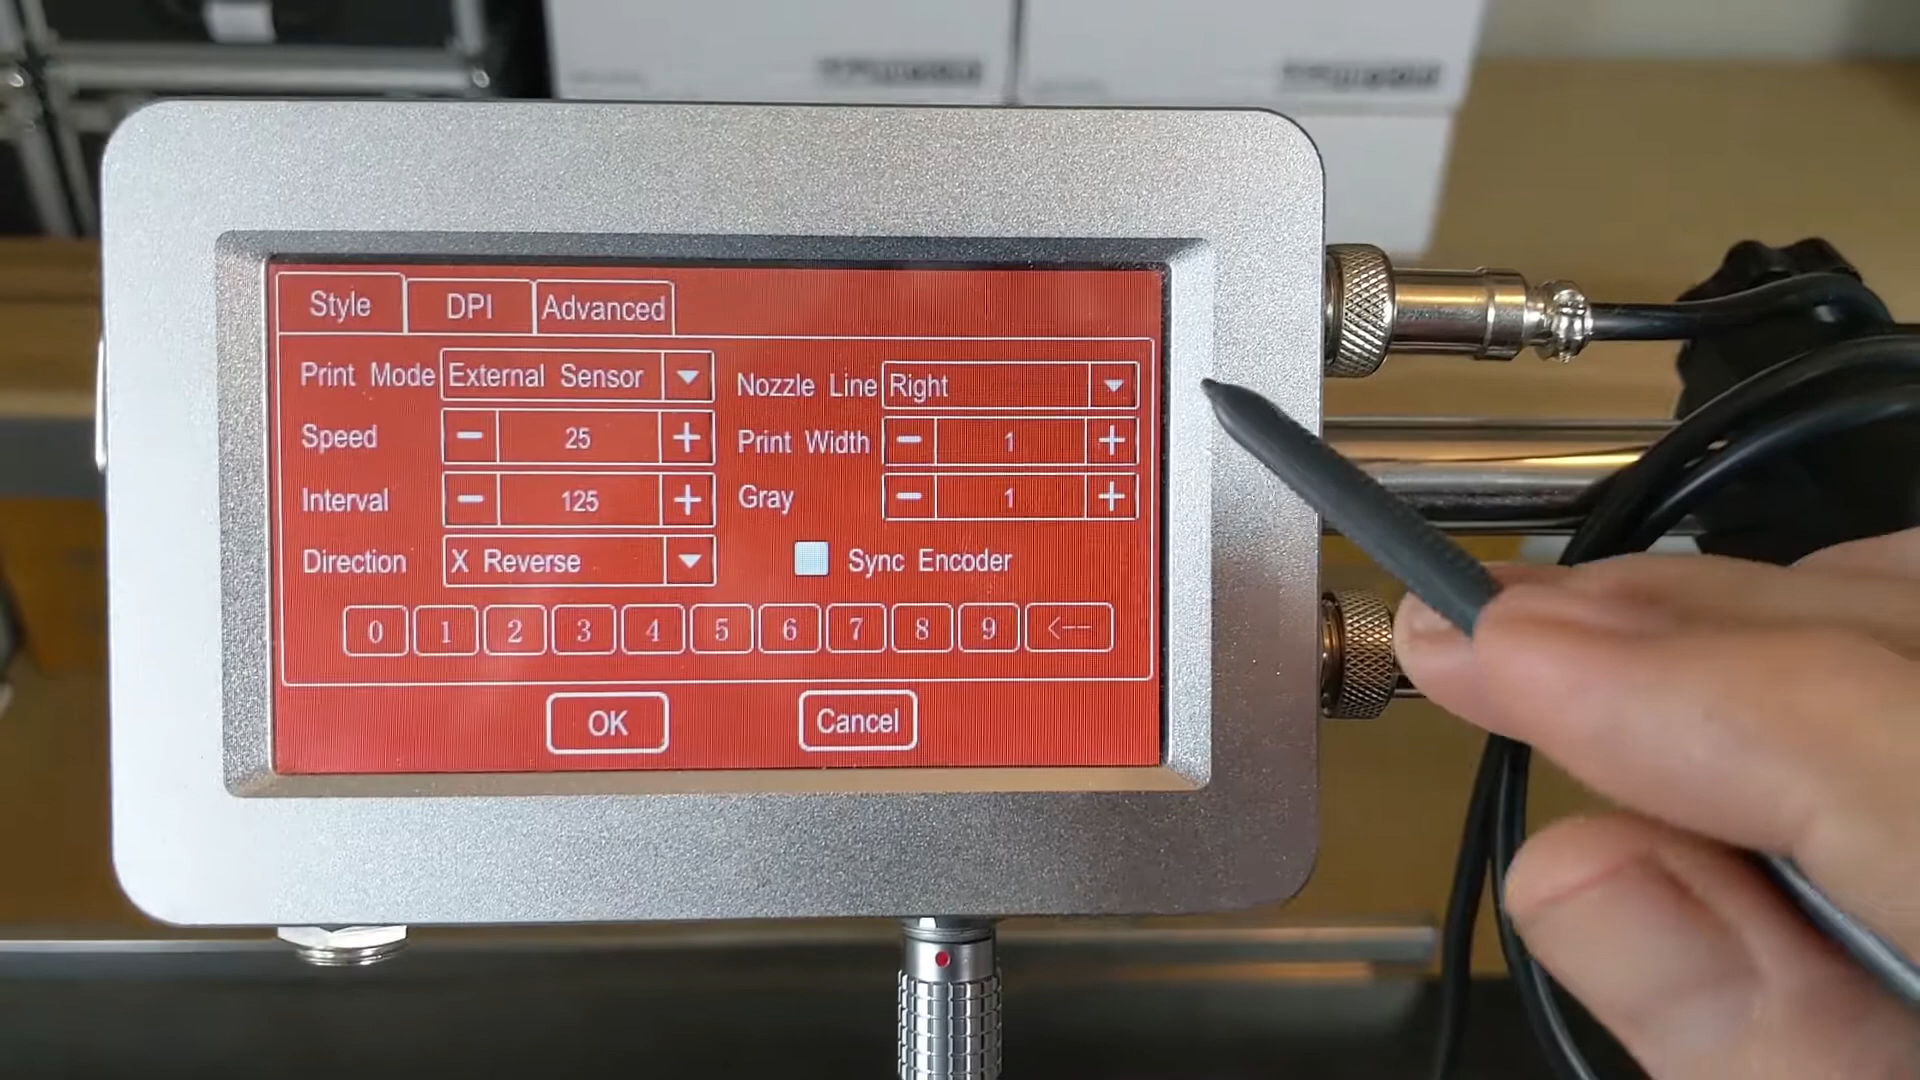 Style DPI Advanced
Print Mode External Sensor Nozzle Line Right
Speed − 25 + Print Width − 1 +
Interval − 125 + Gray − 1 +
Direction X Reverse Sync Encoder
0 1 2 3 4 5 6 7 8 9 <--
OK Cancel